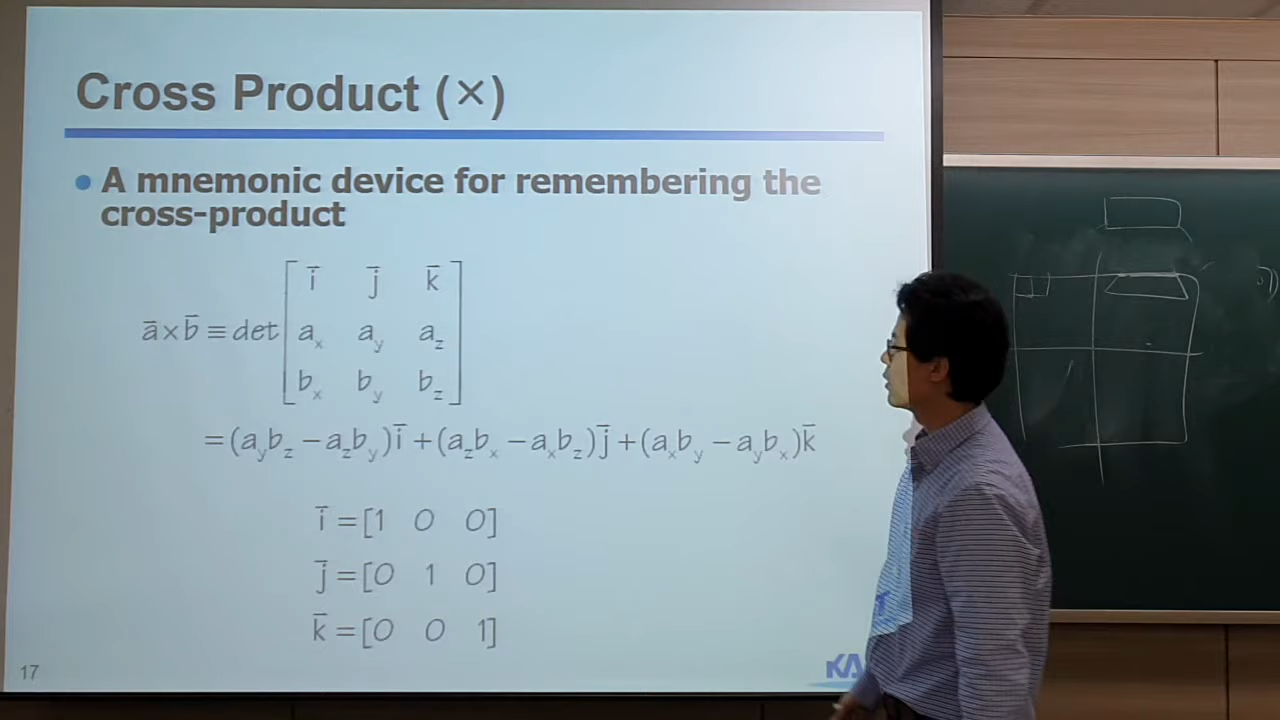 Cross Product (×)
A mnemonic device for remembering the
cross-product
i̅ j̅ k̅
a̅×b̅ ≡ det [a_x a_y a_z]
b_x b_y b_z
=(a_y b_z − a_z b_y)i̅ +(a_z b_x − a_x b_z)j̅ +(a_x b_y − a_y b_x)k̅
i̅ =[1 0 0]
j̅ =[0 1 0]
k̅ =[0 0 1]
17
KA